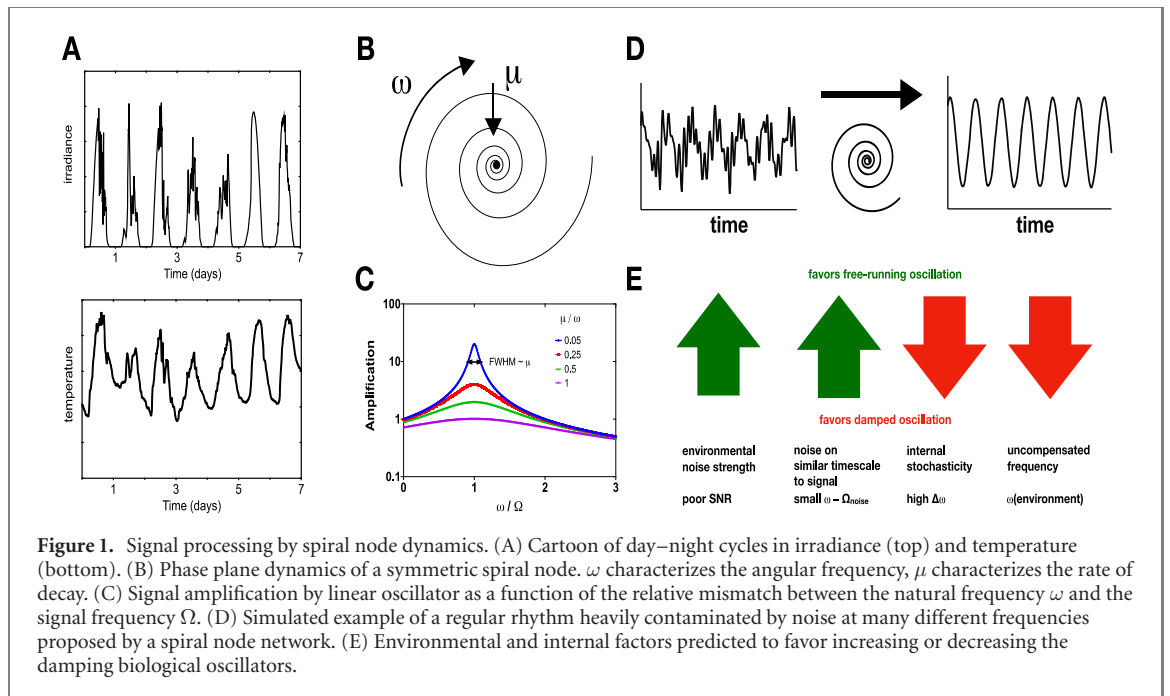 A
irradiance
1
3
5
7
Time (days)
temperature
1
3
5
7
Time (days)
B
ω
μ
C
Amplification
100
10
1
0.1
0
1
2
3
ω / Ω
μ / ω
0.05
0.25
0.5
1
FWHM ~ μ
D
time
time
E
favors free-running oscillation
favors damped oscillation
environmental
noise strength
poor SNR
noise on
similar timescale
to signal
small ω – Ωnoise
internal
stochasticity
high Δω
uncompensated
frequency
ω(environment)
Figure 1. Signal processing by spiral node dynamics. (A) Cartoon of day–night cycles in irradiance (top) and temperature
(bottom). (B) Phase plane dynamics of a symmetric spiral node. ω characterizes the angular frequency, μ characterizes the rate of
decay. (C) Signal amplification by linear oscillator as a function of the relative mismatch between the natural frequency ω and the
signal frequency Ω. (D) Simulated example of a regular rhythm heavily contaminated by noise at many different frequencies
proposed by a spiral node network. (E) Environmental and internal factors predicted to favor increasing or decreasing the
damping biological oscillators.